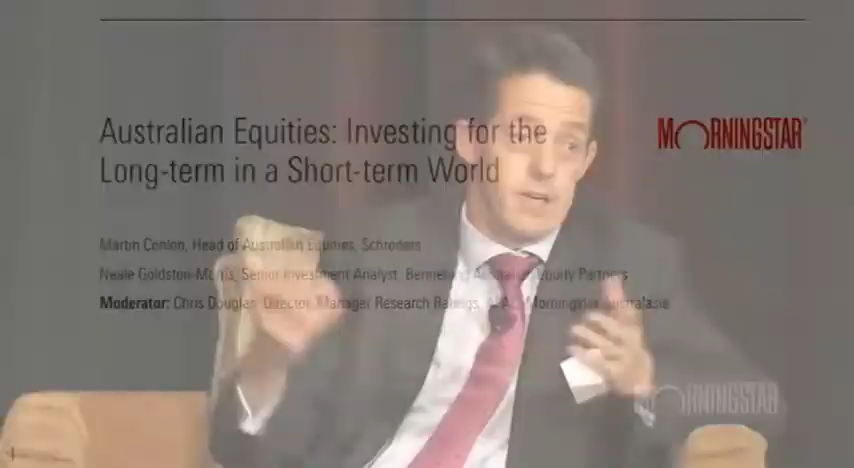 Australian Equities: Investing for the
Long-term in a Short-term World
MORNINGSTAR
Martin Conlon, Head of Australian Equities, Schroders
Neale Goldston-Morris, Senior Investment Analyst, Equity Partners
Moderator: Chris Douglas, Director, Manager Research Ratings, Morningstar Australasia
MORNINGSTAR